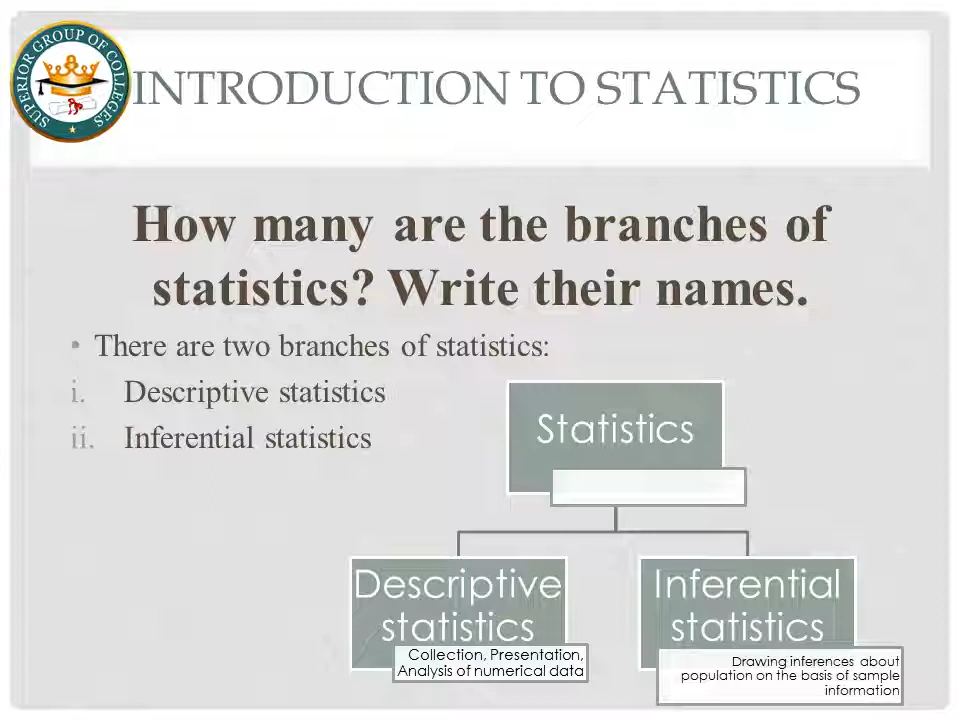 SUPERIOR GROUP OF COLLEGES
INTRODUCTION TO STATISTICS
How many are the branches of
statistics? Write their names.
• There are two branches of statistics:
i. Descriptive statistics
ii. Inferential statistics
Statistics
Descriptive
statistics
Collection, Presentation,
Analysis of numerical data
Inferential
statistics
Drawing inferences about
population on the basis of sample
information